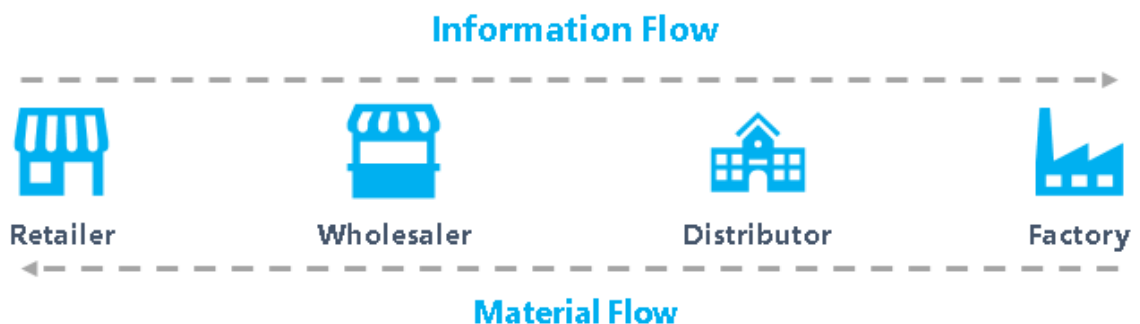 Information Flow
Retailer
Wholesaler
Distributor
Factory
Material Flow